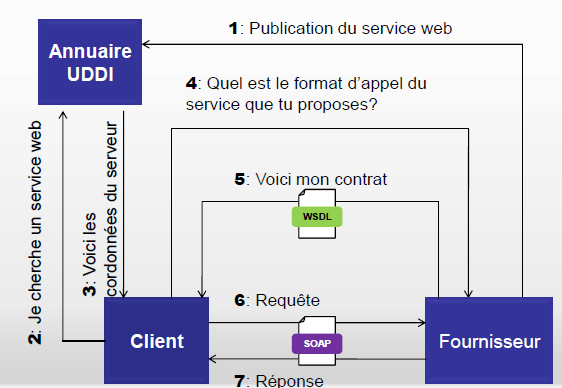 1: Publication du service web
Annuaire
UDDI
4: Quel est le format d'appel du
service que tu proposes?
2: Je cherche un service web
3: Voici les
cordonnées du serveur
5: Voici mon contrat
WSDL
6: Requête
Client
SOAP
Fournisseur
7: Réponse